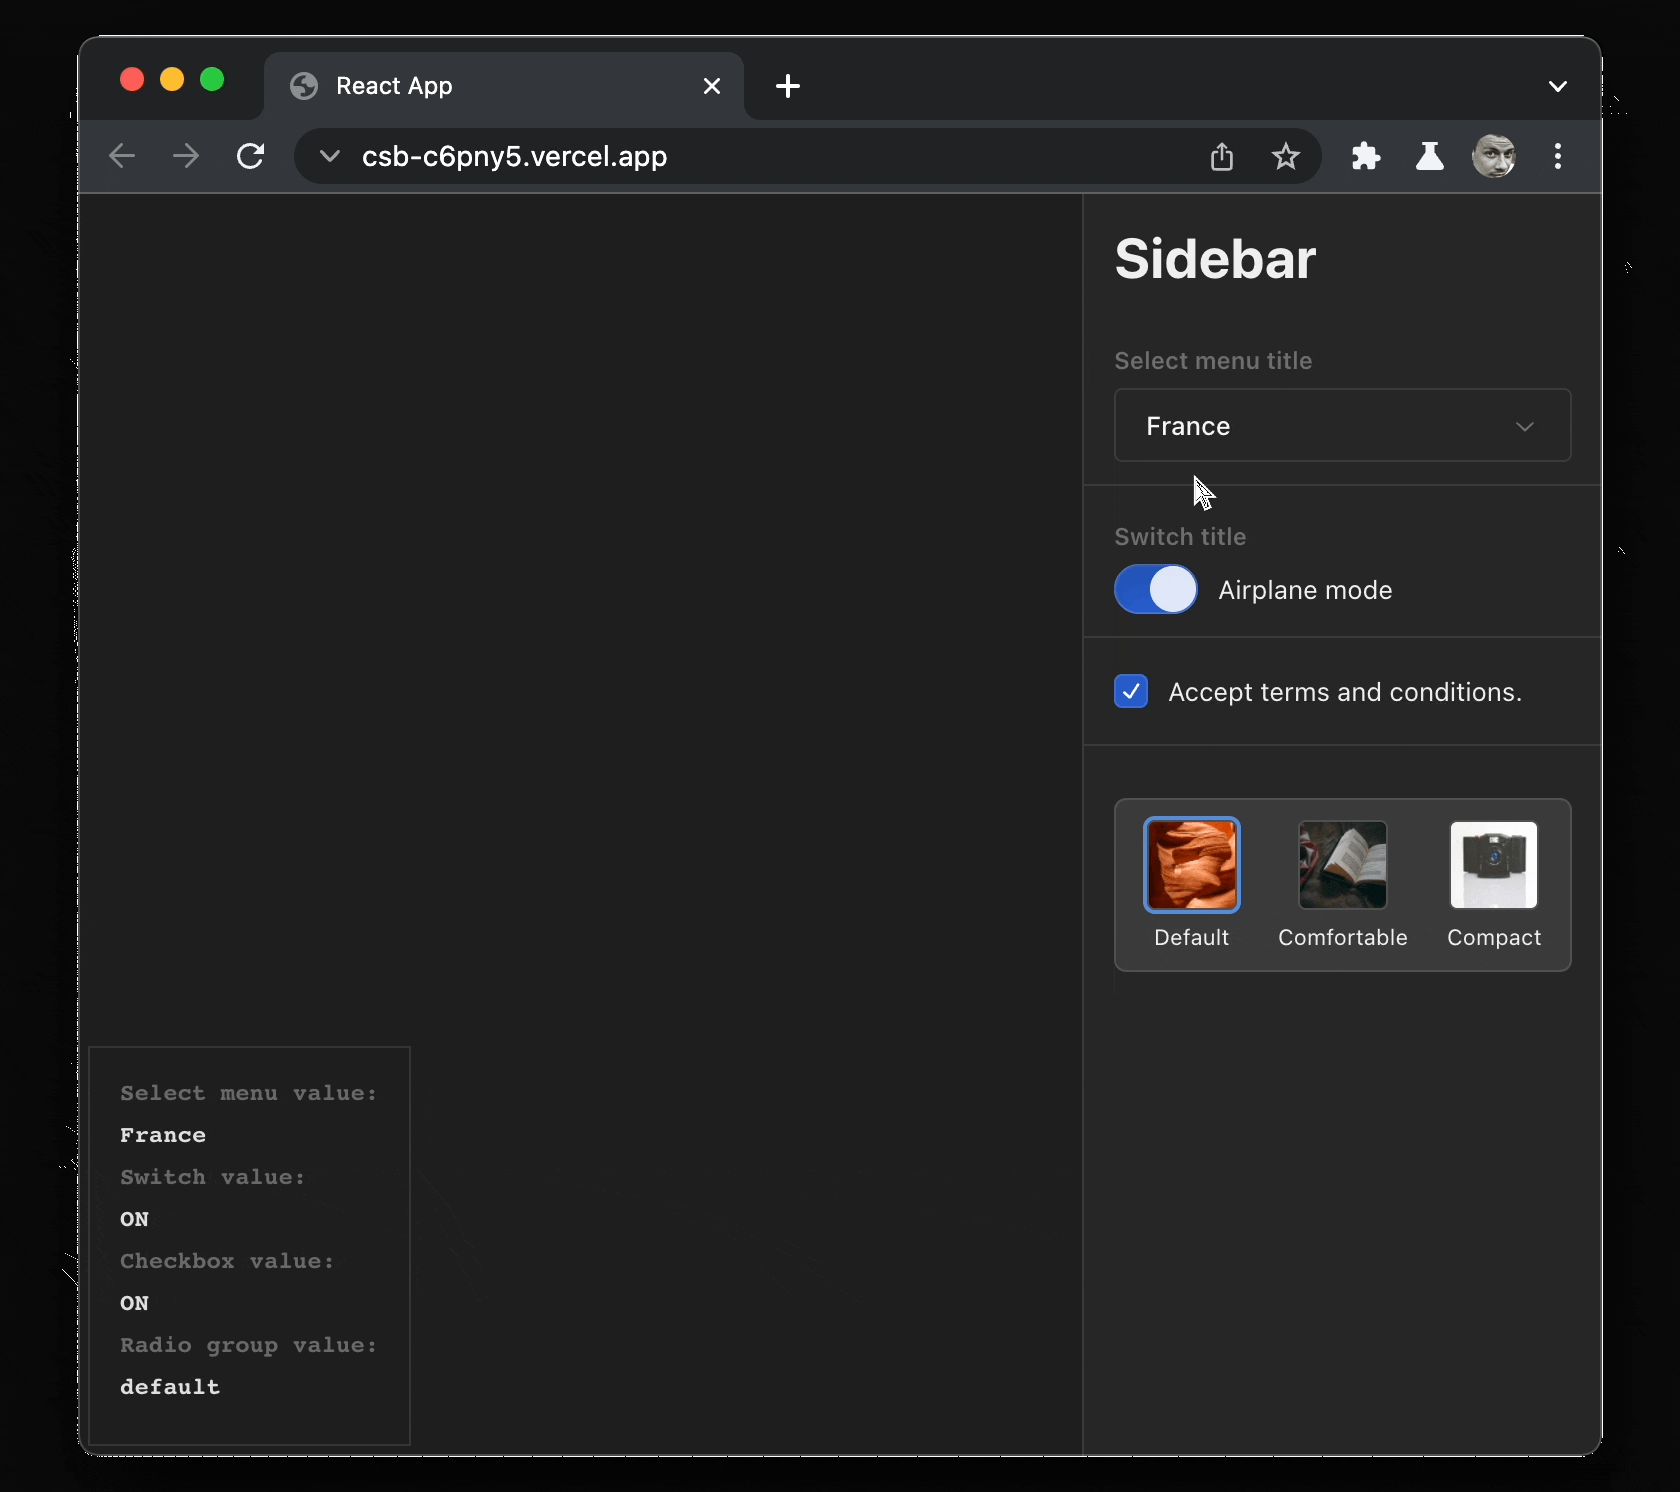 React App
csb-c6pny5.vercel.app
Sidebar
Select menu title
France
Switch title
Airplane mode
Accept terms and conditions.
Default Comfortable Compact
Select menu value:
France
Switch value:
ON
Checkbox value:
ON
Radio group value:
default